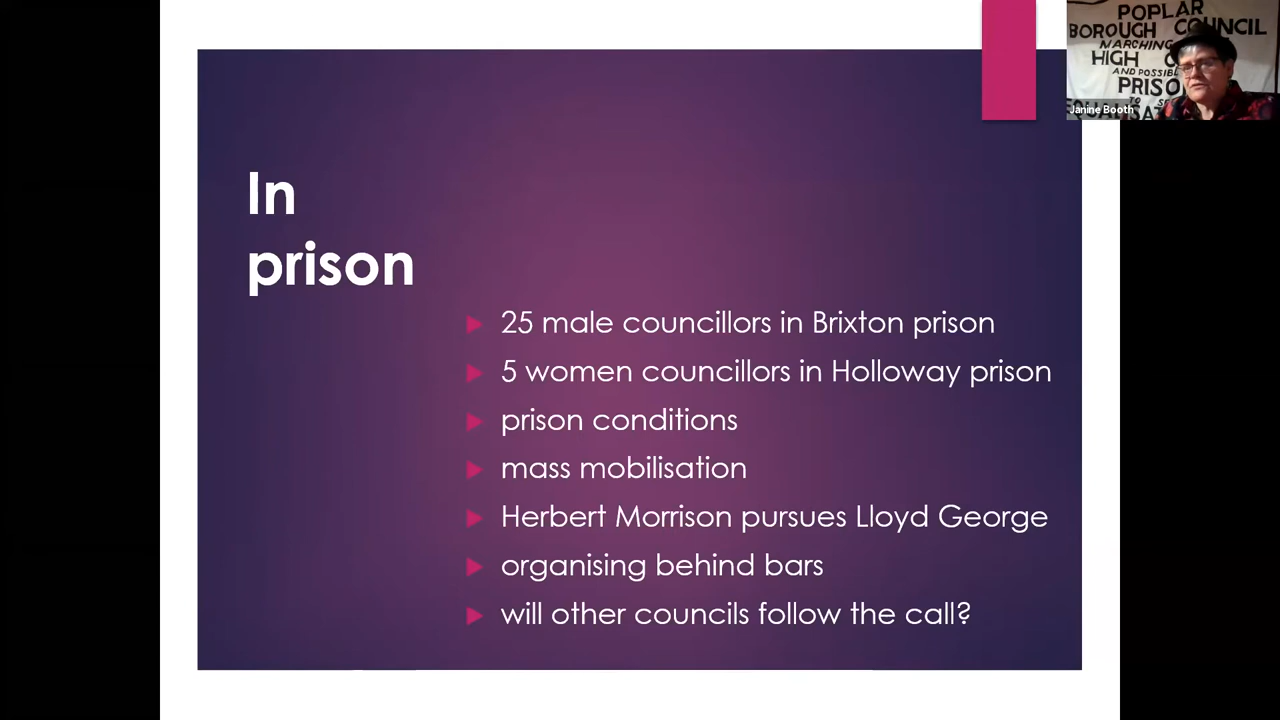 In
prison
25 male councillors in Brixton prison
5 women councillors in Holloway prison
prison conditions
mass mobilisation
Herbert Morrison pursues Lloyd George
organising behind bars
will other councils follow the call?
POPLAR
BOROUGH COUNCIL
MARCHING
HIGH
AND
PRISO
TO
EQUALISA
Janine Booth